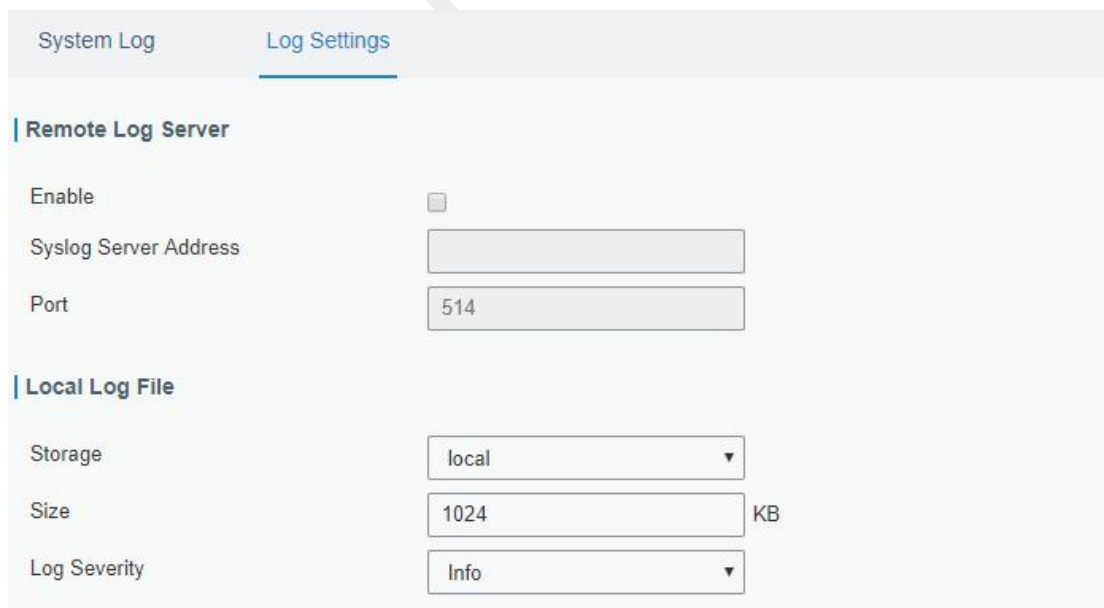 System Log Log Settings
Remote Log Server
Enable
Syslog Server Address
Port 514
Local Log File
Storage local
Size 1024 KB
Log Severity Info